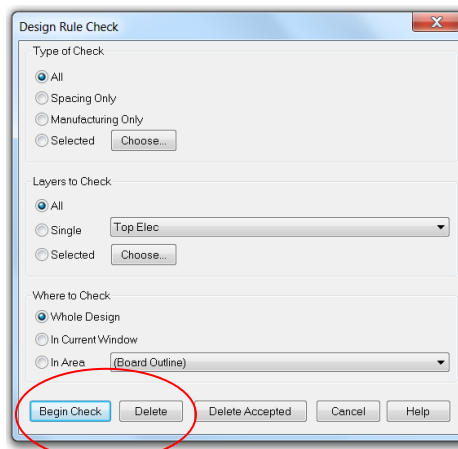 Design Rule Check
Type of Check
All
Spacing Only
Manufacturing Only
Selected Choose...
Layers to Check
All
Single Top Elec
Selected Choose...
Where to Check
Whole Design
In Current Window
In Area (Board Outline)
Begin Check Delete Delete Accepted Cancel Help